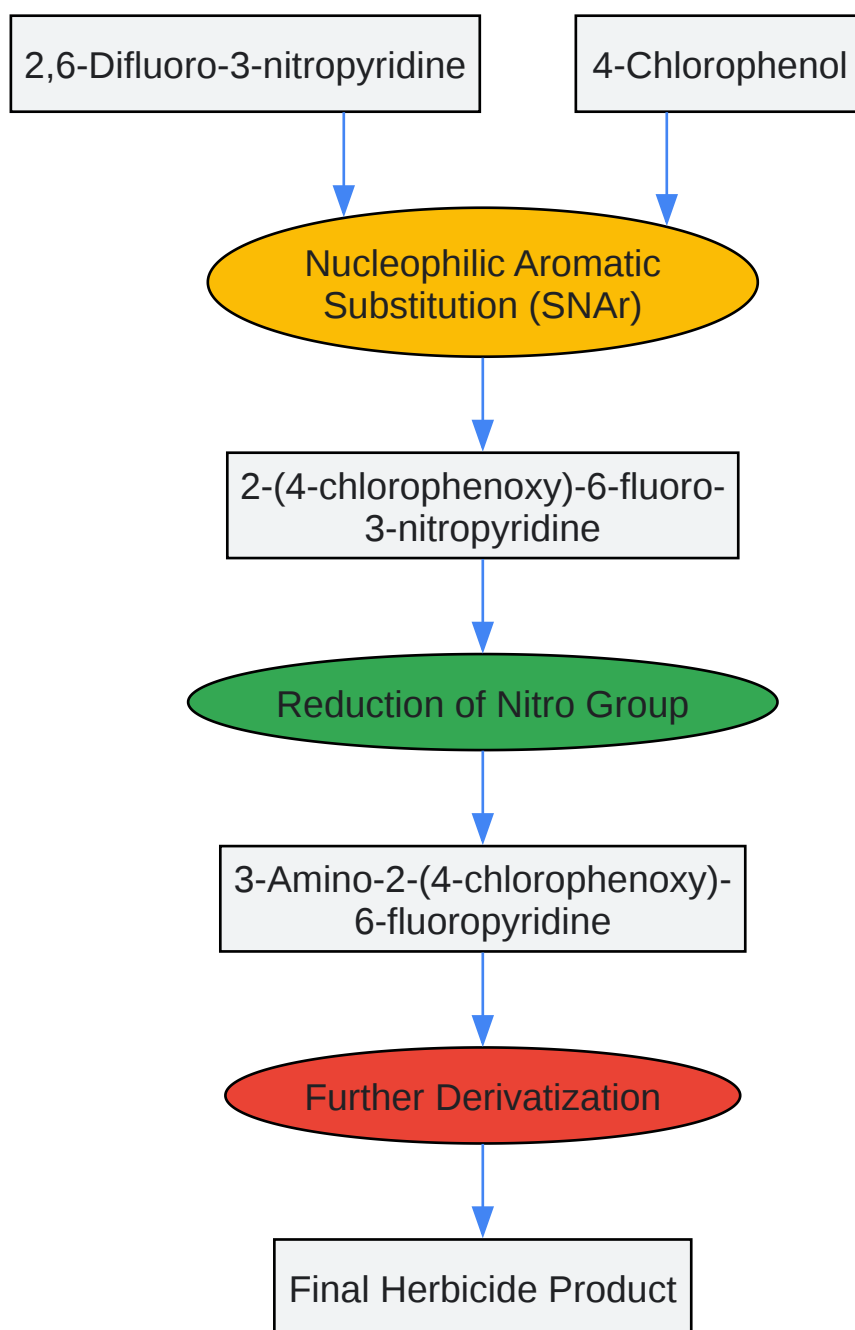 2,6-Difluoro-3-nitropyridine
4-Chlorophenol
Nucleophilic Aromatic
Substitution (SNAr)
2-(4-chlorophenoxy)-6-fluoro-
3-nitropyridine
Reduction of Nitro Group
3-Amino-2-(4-chlorophenoxy)-
6-fluoropyridine
Further Derivatization
Final Herbicide Product